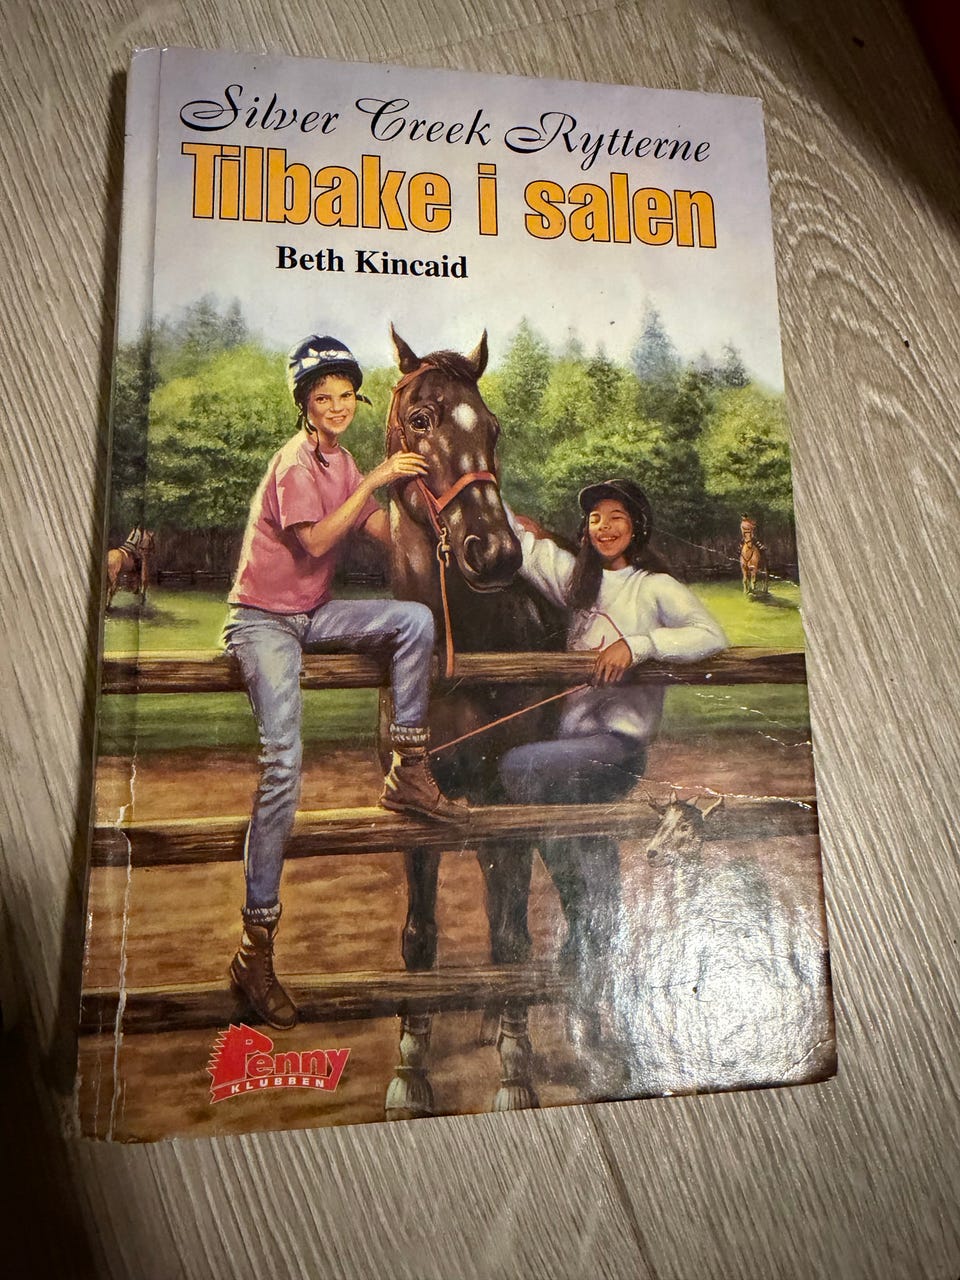 Silver Creek Rytterne
Tilbake i salen
Beth Kincaid
Penny
KLUBBEN